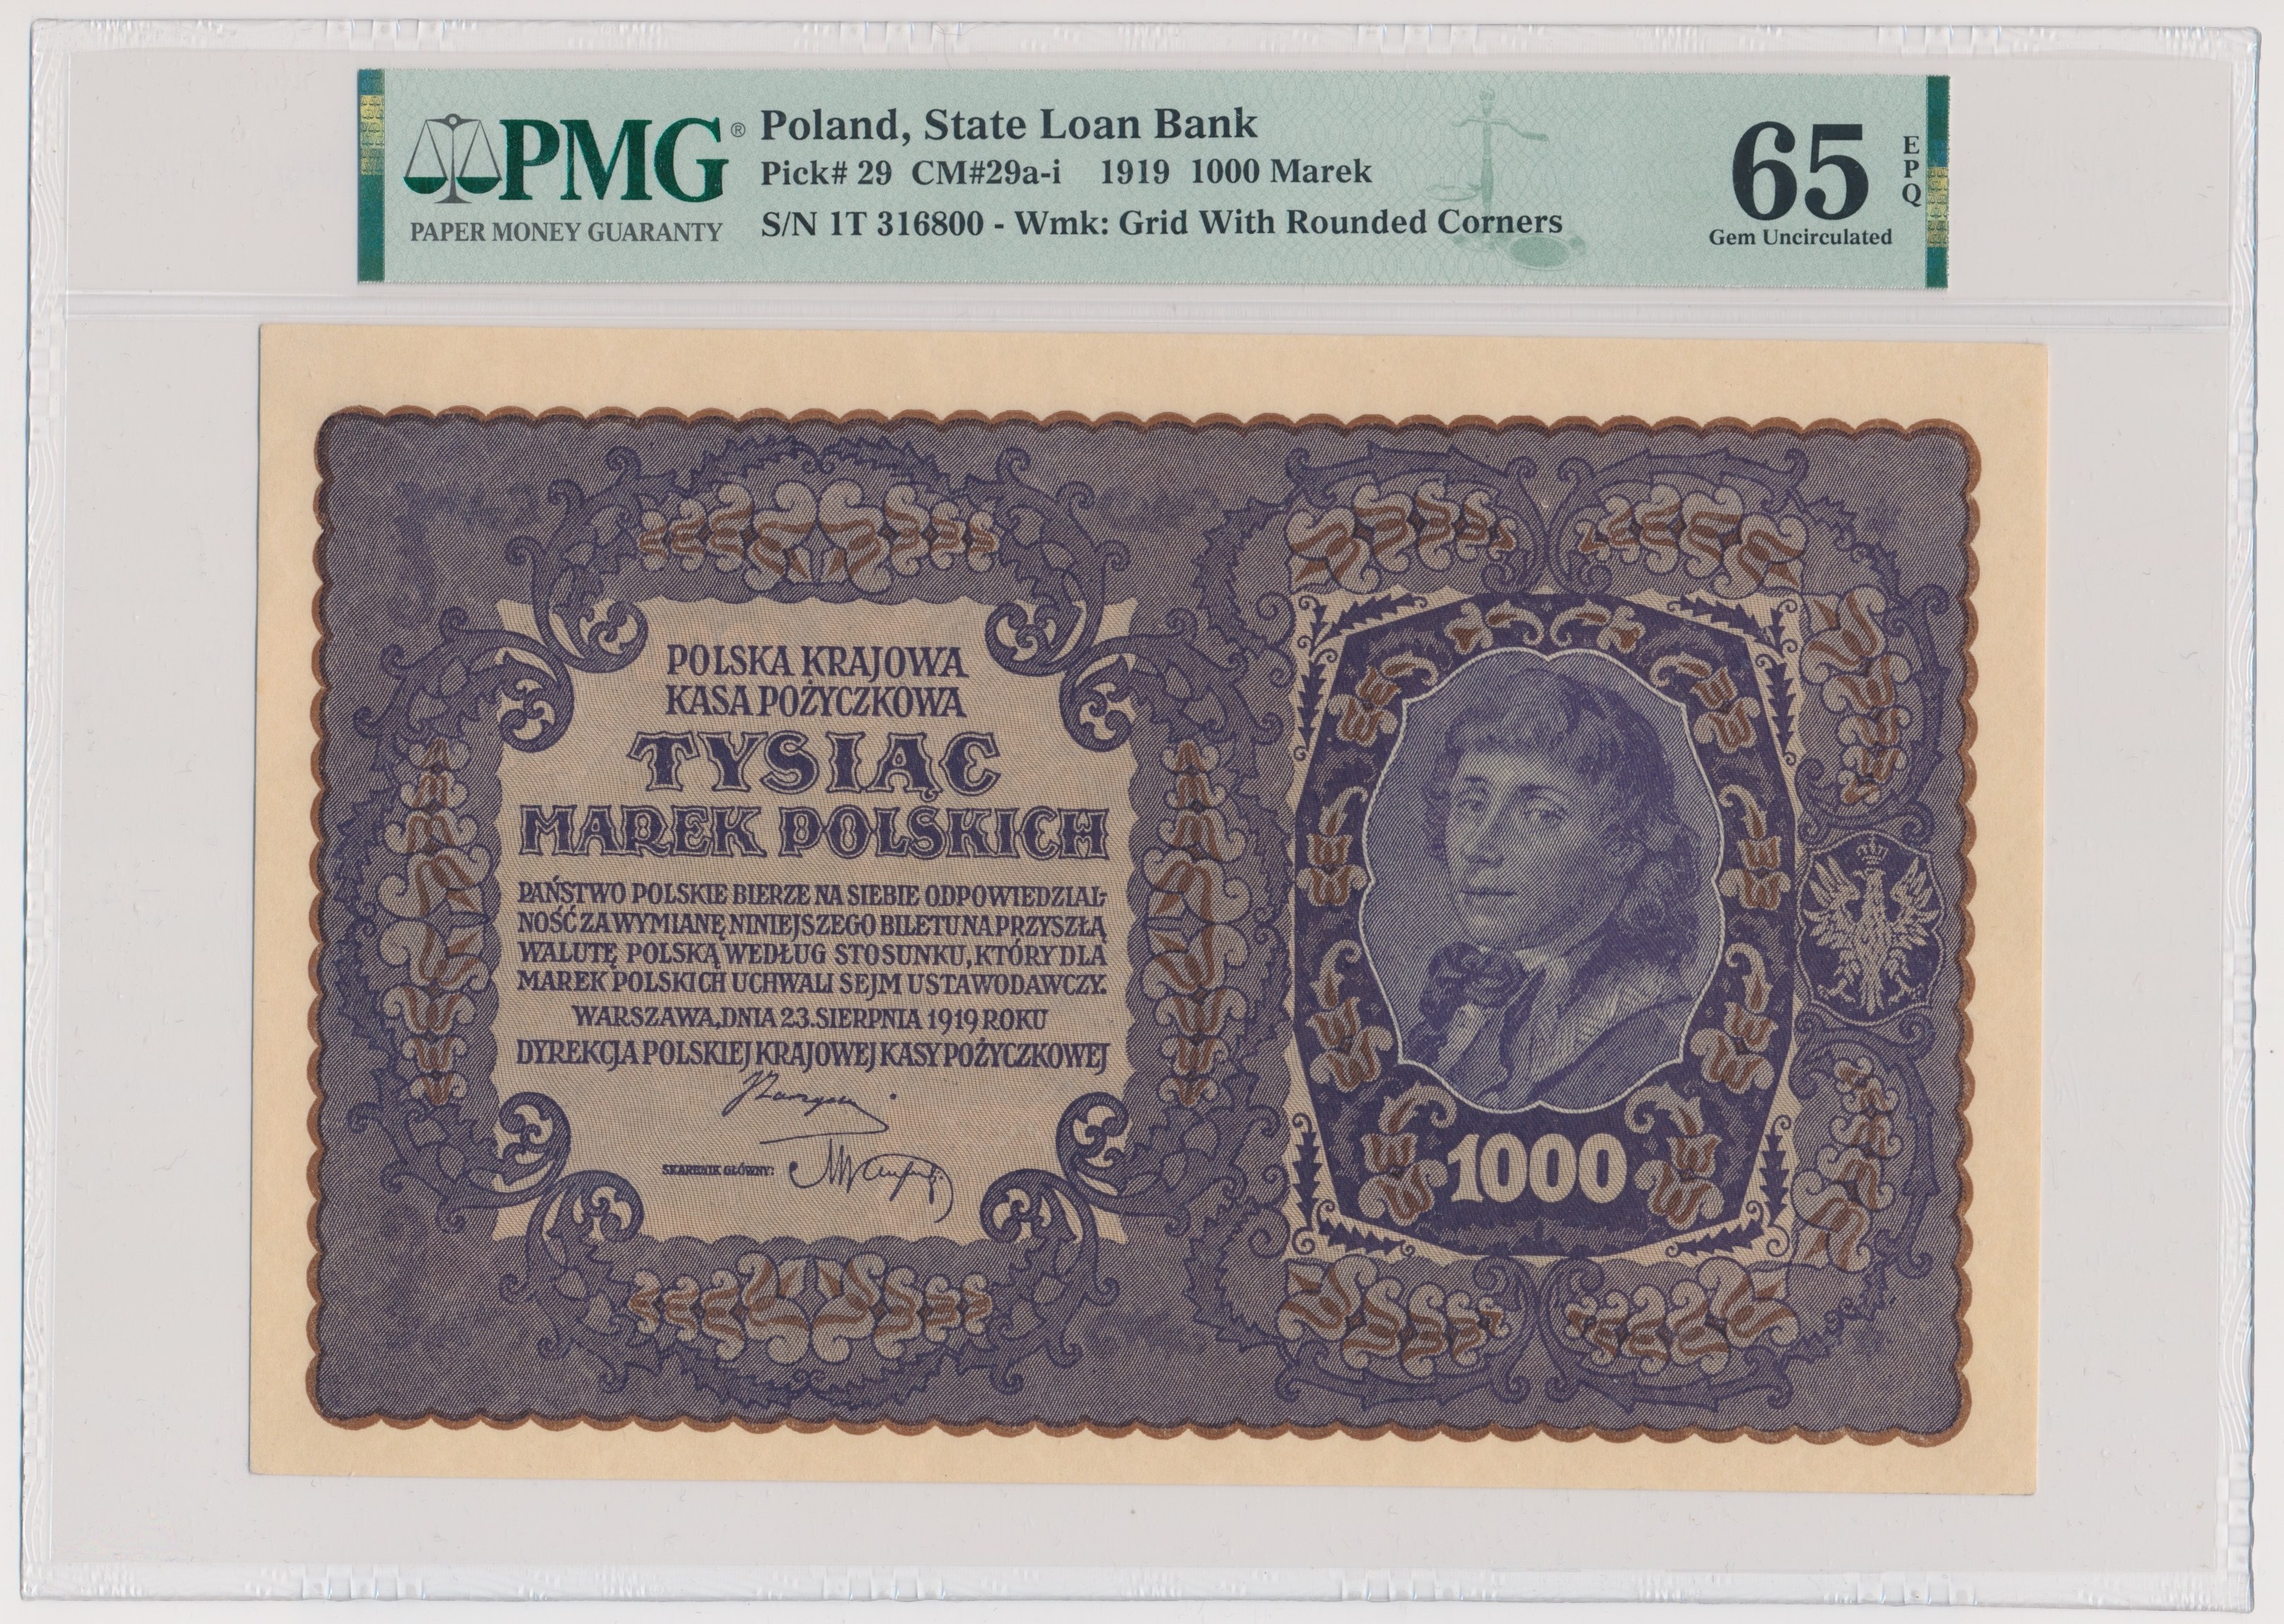 PMG®
PAPER MONEY GUARANTY
Poland, State Loan Bank
Pick# 29 CM#29a-i 1919 1000 Marek
S/N 1T 316800 - Wmk: Grid With Rounded Corners
65
EPQ
Gem Uncirculated
POLSKA KRAJOWA
KASA POŻYCZKOWA
TYSIĄC
MAREK POLSKICH
PAŃSTWO POLSKIE BIERZE NA SIEBIE ODPOWIEDZIAL-
NOŚĆ ZA WYMIANĘ NINIEJSZEGO BILETU NA PRZYSZŁĄ
WALUTĘ POLSKĄ WEDŁUG STOSUNKU, KTÓRY DLA
MAREK POLSKICH UCHWALI SEJM USTAWODAWCZY.
WARSZAWA, DNIA 23. SIERPNIA 1919 ROKU
DYREKCJA POLSKIEJ KRAJOWEJ KASY POŻYCZKOWEJ
SKARBNIK GŁÓWNY:
1000